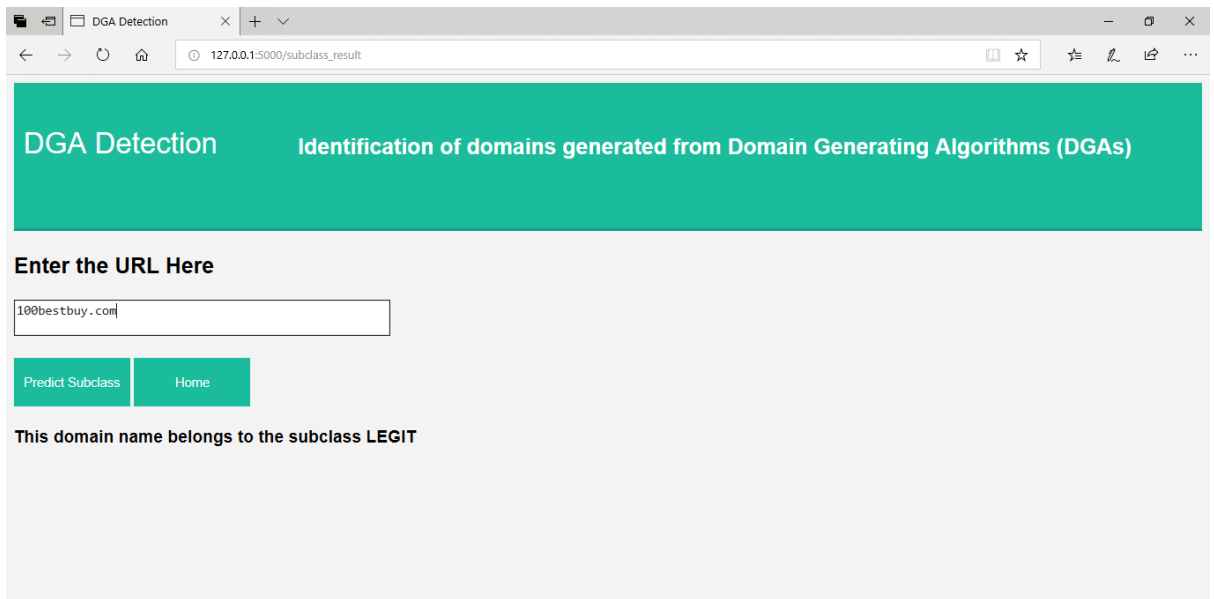 DGA Detection
127.0.0.1:5000/subclass_result
DGA Detection
Identification of domains generated from Domain Generating Algorithms (DGAs)
Enter the URL Here
100bestbuy.com
Predict Subclass
Home
This domain name belongs to the subclass LEGIT